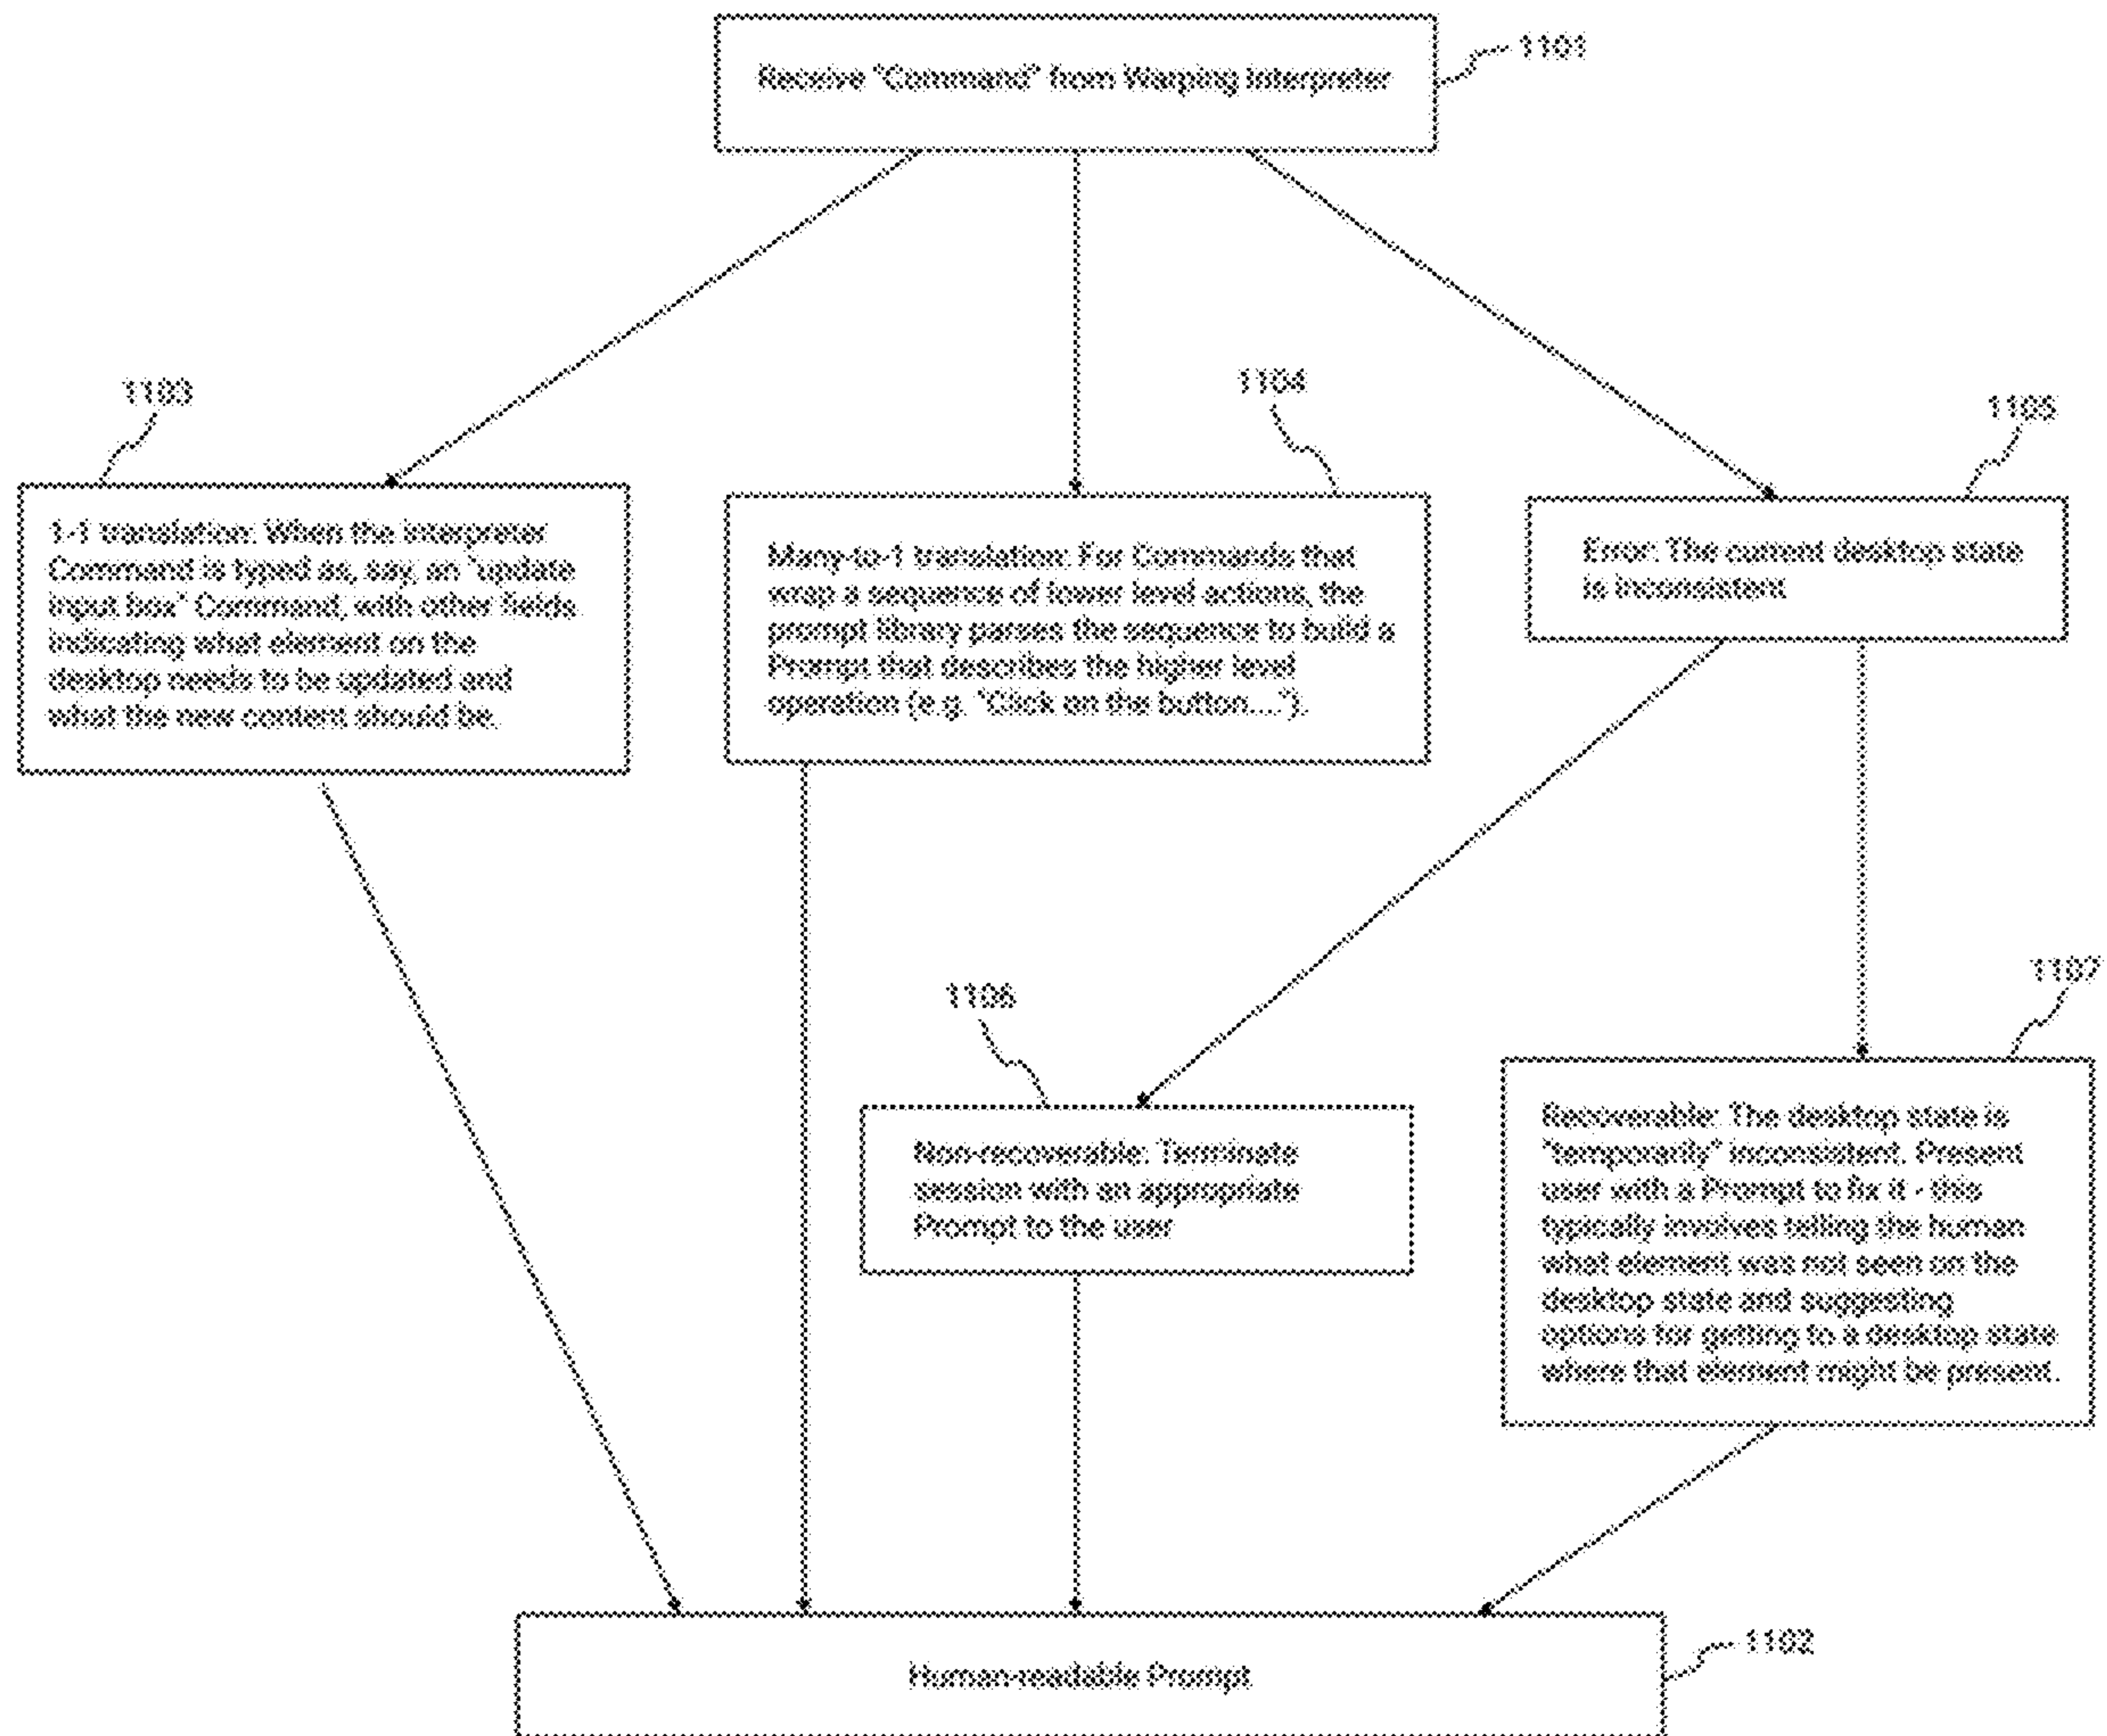 Receive "Command" from Warping Interpreter
1101
1103
1104
1105
1-1 translation: When the interpreter
Command is typed as, say, an "update
input box" Command, with other fields
indicating what element on the
desktop needs to be updated and
what the new content should be.
Many-to-1 translation: For Commands that
wrap a sequence of lower level actions, the
prompt library parses the sequence to build a
Prompt that describes the higher level
operation (e.g. "Click on the button....").
Error: The current desktop state
is inconsistent
1106
1107
Non-recoverable: Terminate
session with an appropriate
Prompt to the user
Recoverable: The desktop state is
"temporarily" inconsistent. Present
user with a Prompt to fix it - this
typically involves telling the human
what element was not seen on the
desktop state and suggesting
options for getting to a desktop state
where that element might be present.
Human-readable Prompt
1102